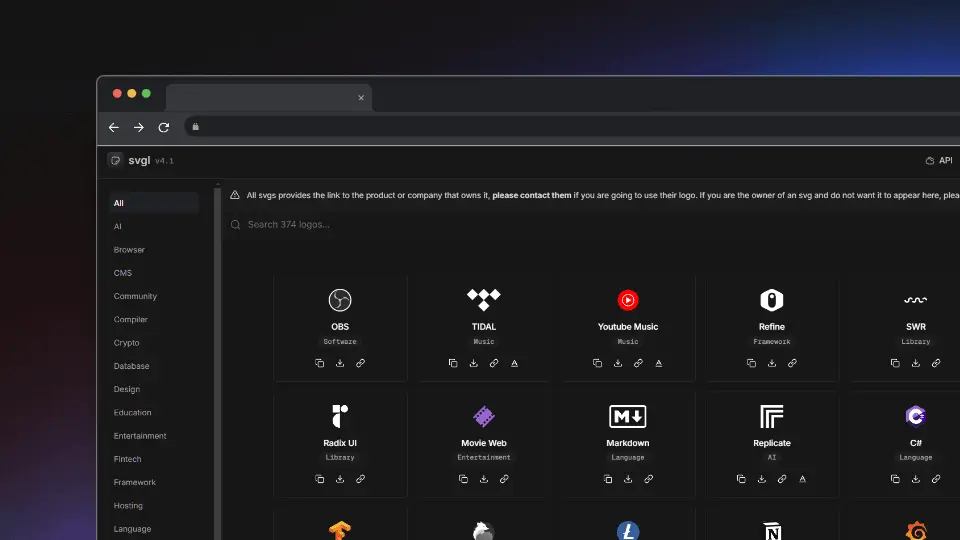 svgl v4.1
API
All
AI
Browser
CMS
Community
Compiler
Crypto
Database
Design
Education
Entertainment
Fintech
Framework
Hosting
Language
All svgs provides the link to the product or company that owns it, please contact them if you are going to use their logo. If you are the owner of an svg and do not want it to appear here,
Search 374 logos...
OBS
Software
TIDAL
Music
Youtube Music
Music
Refine
Framework
SWR
Library
Radix UI
Library
Movie Web
Entertainment
M
Markdown
Language
Replicate
AI
C#
C#
Language